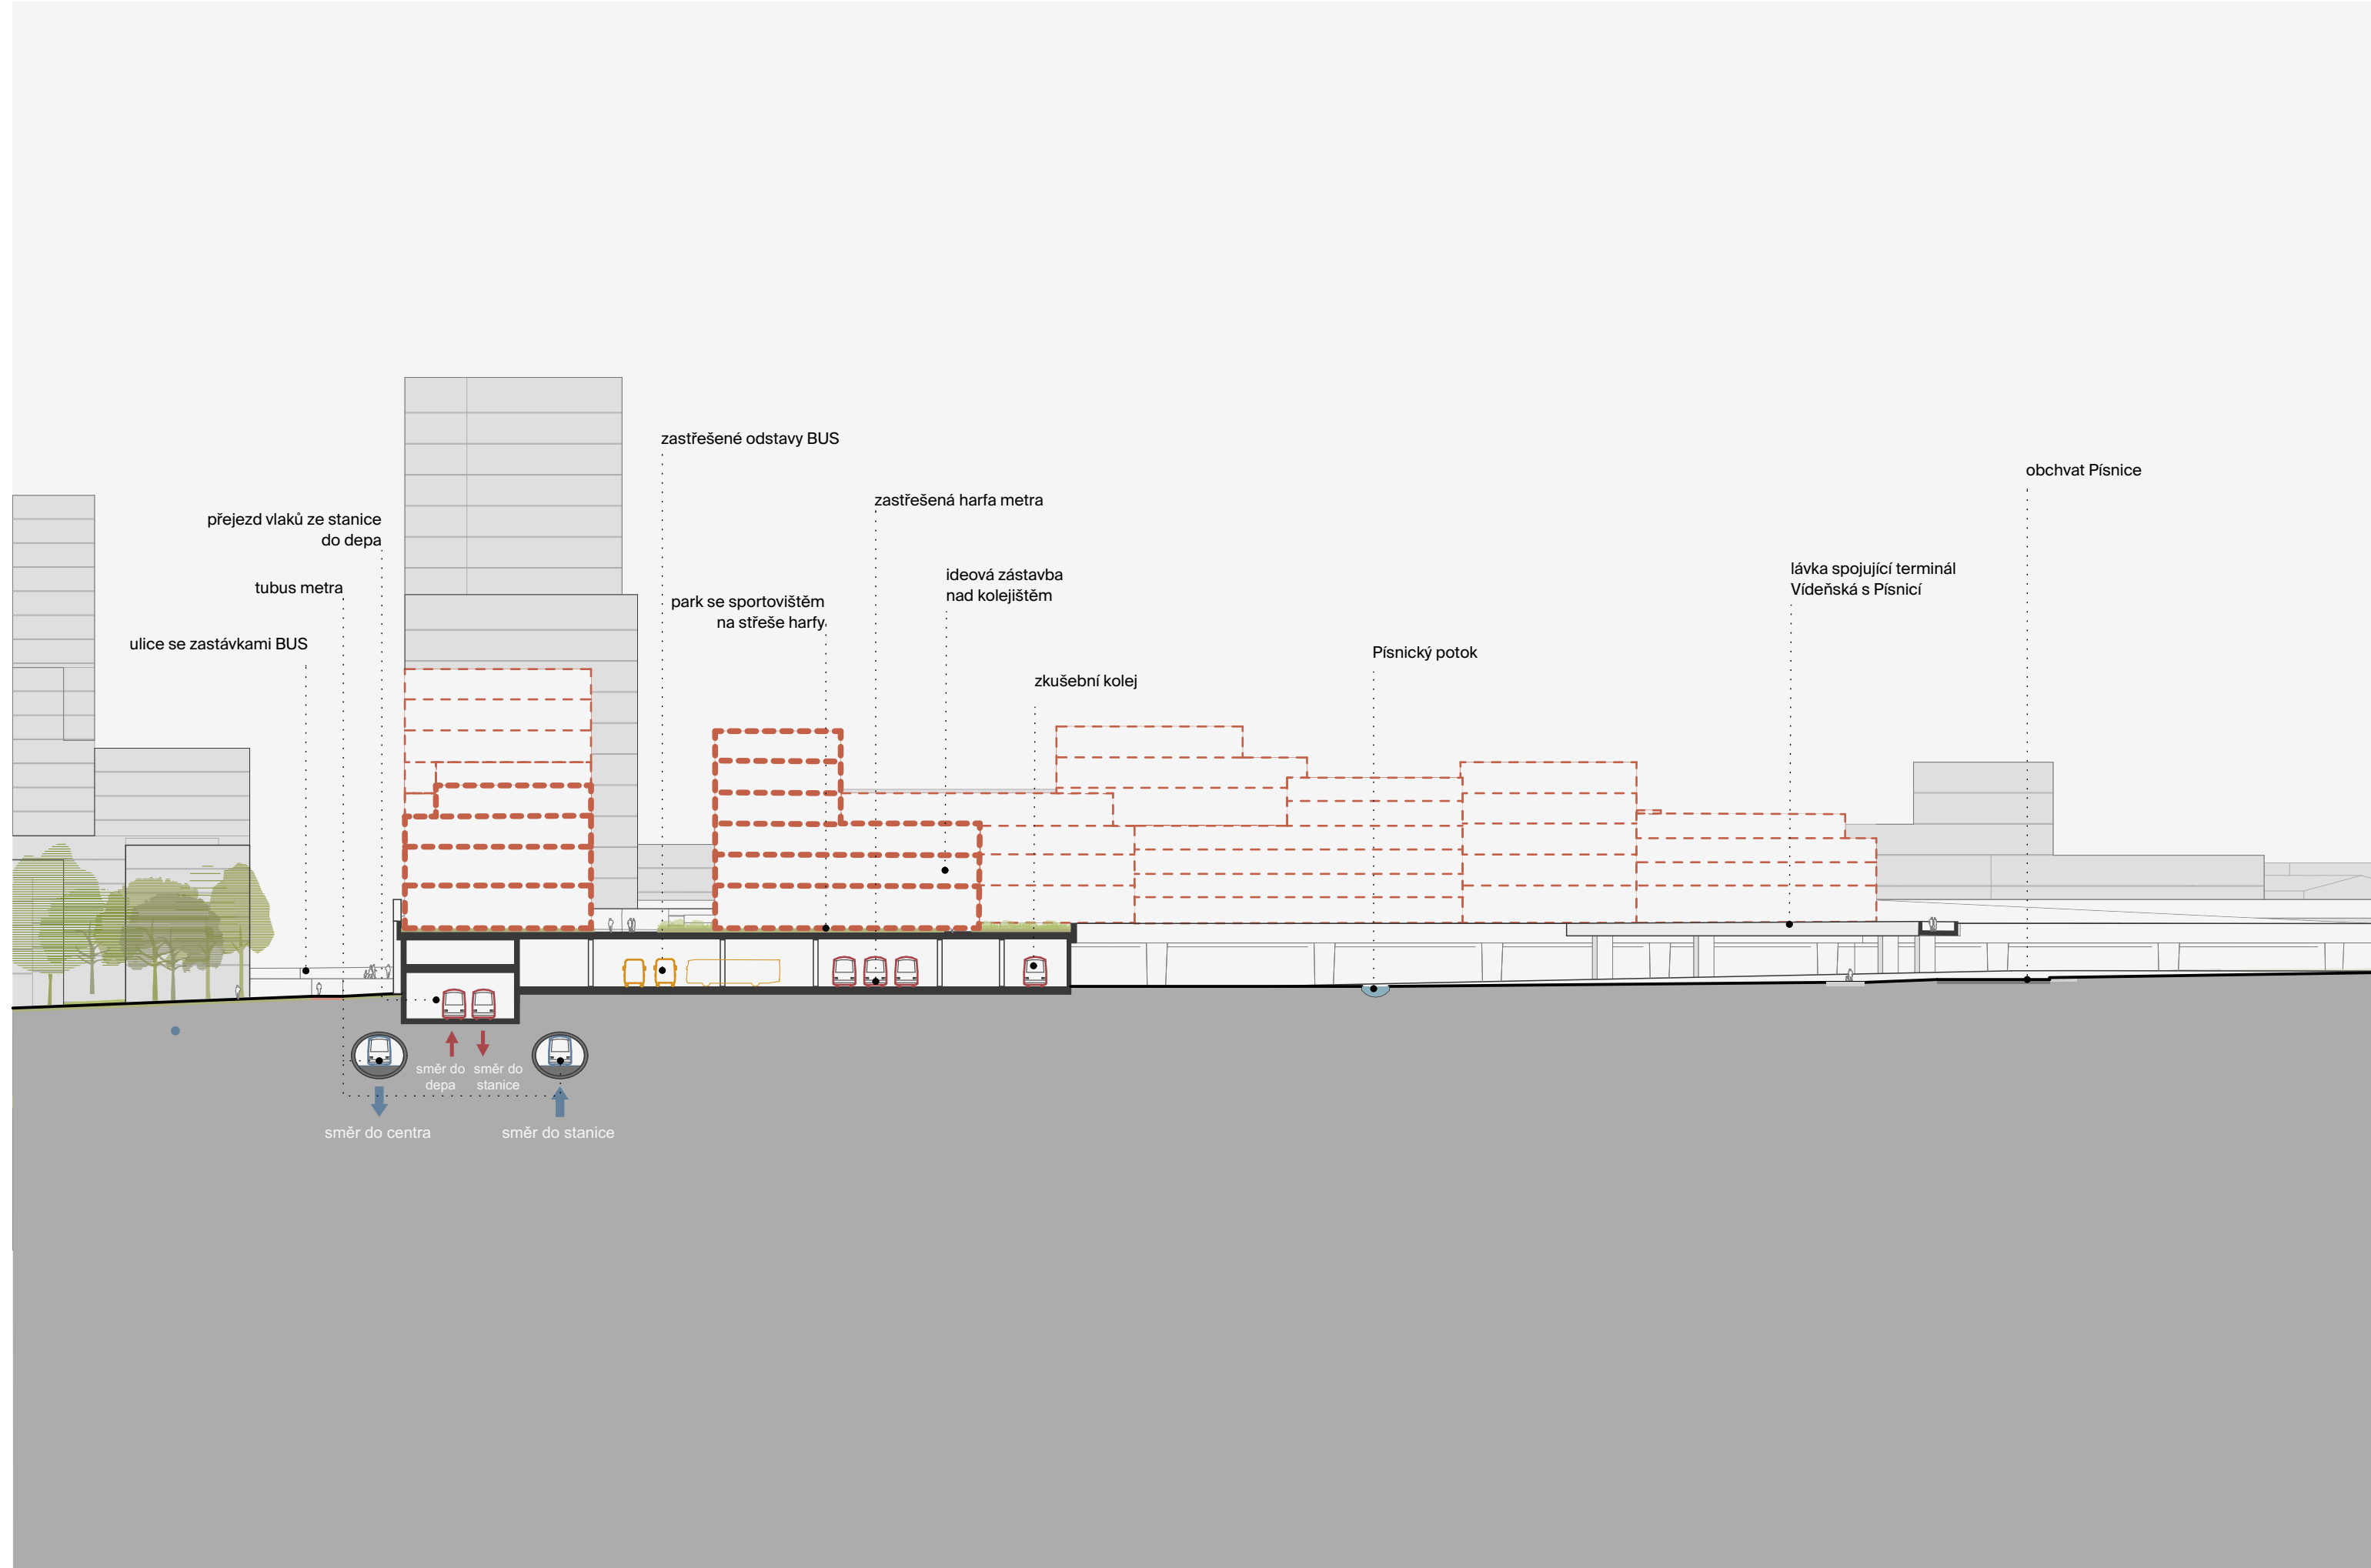 zastřešené odstavy BUS
obchvat Písnice
zastřešená harfa metra
přejezd vlaků ze stanice
do depa
lávka spojující terminál
Vídeňská s Písnicí
ideová zástavba
nad kolejištěm
tubus metra
park se sportovištěm
na střeše harfy
ulice se zastávkami BUS
Písnický potok
zkušební kolej
směr do
depa
směr do
stanice
směr do centra
směr do stanice